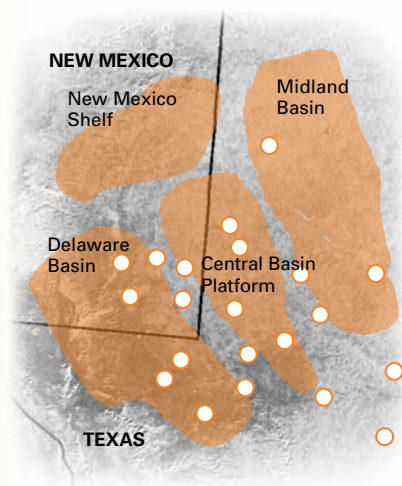 NEW MEXICO
New Mexico
Shelf
Midland
Basin
Delaware
Basin
Central Basin
Platform
TEXAS